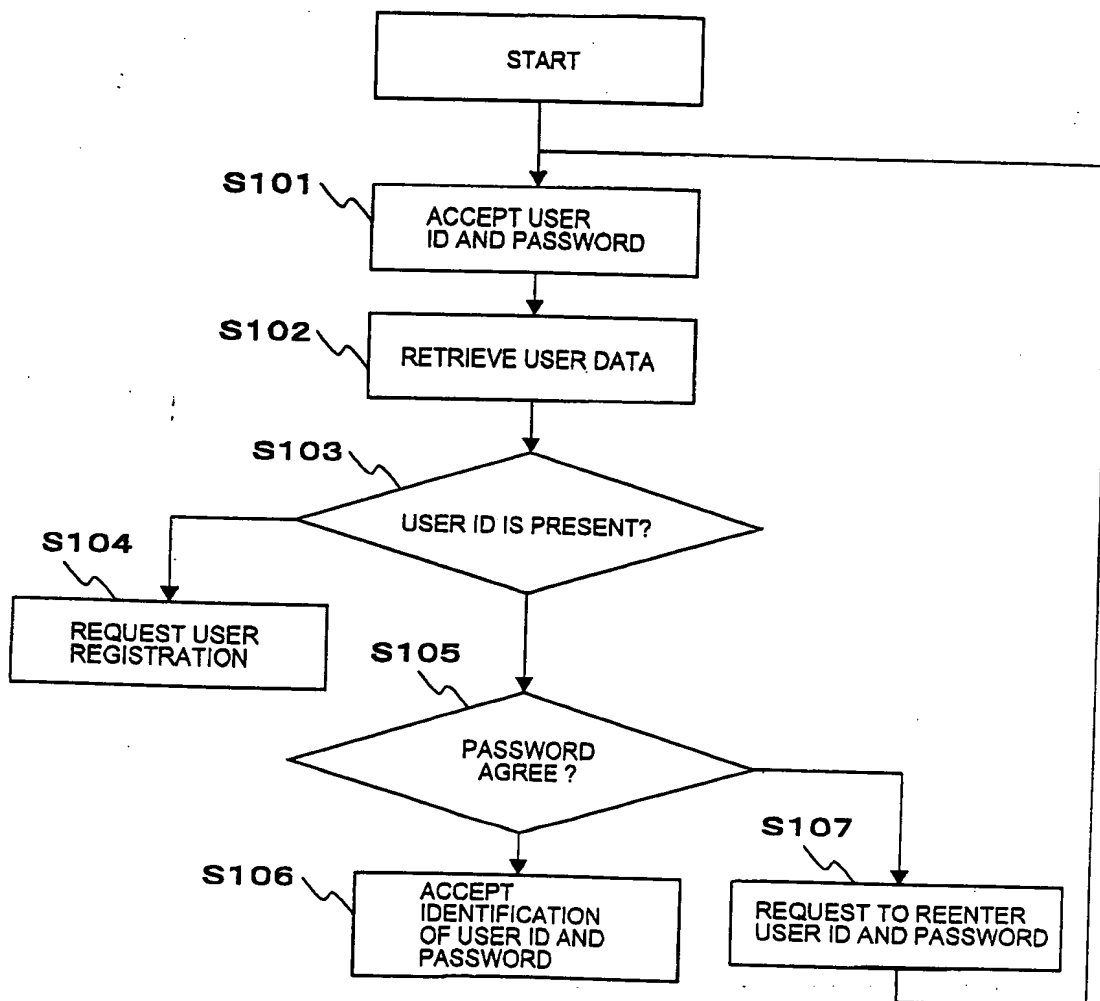 START
S101
ACCEPT USER
ID AND PASSWORD
S102
RETRIEVE USER DATA
S103
USER ID IS PRESENT?
S104
REQUEST USER
REGISTRATION
S105
PASSWORD
AGREE ?
S106
ACCEPT
IDENTIFICATION
OF USER ID AND
PASSWORD
S107
REQUEST TO REENTER
USER ID AND PASSWORD